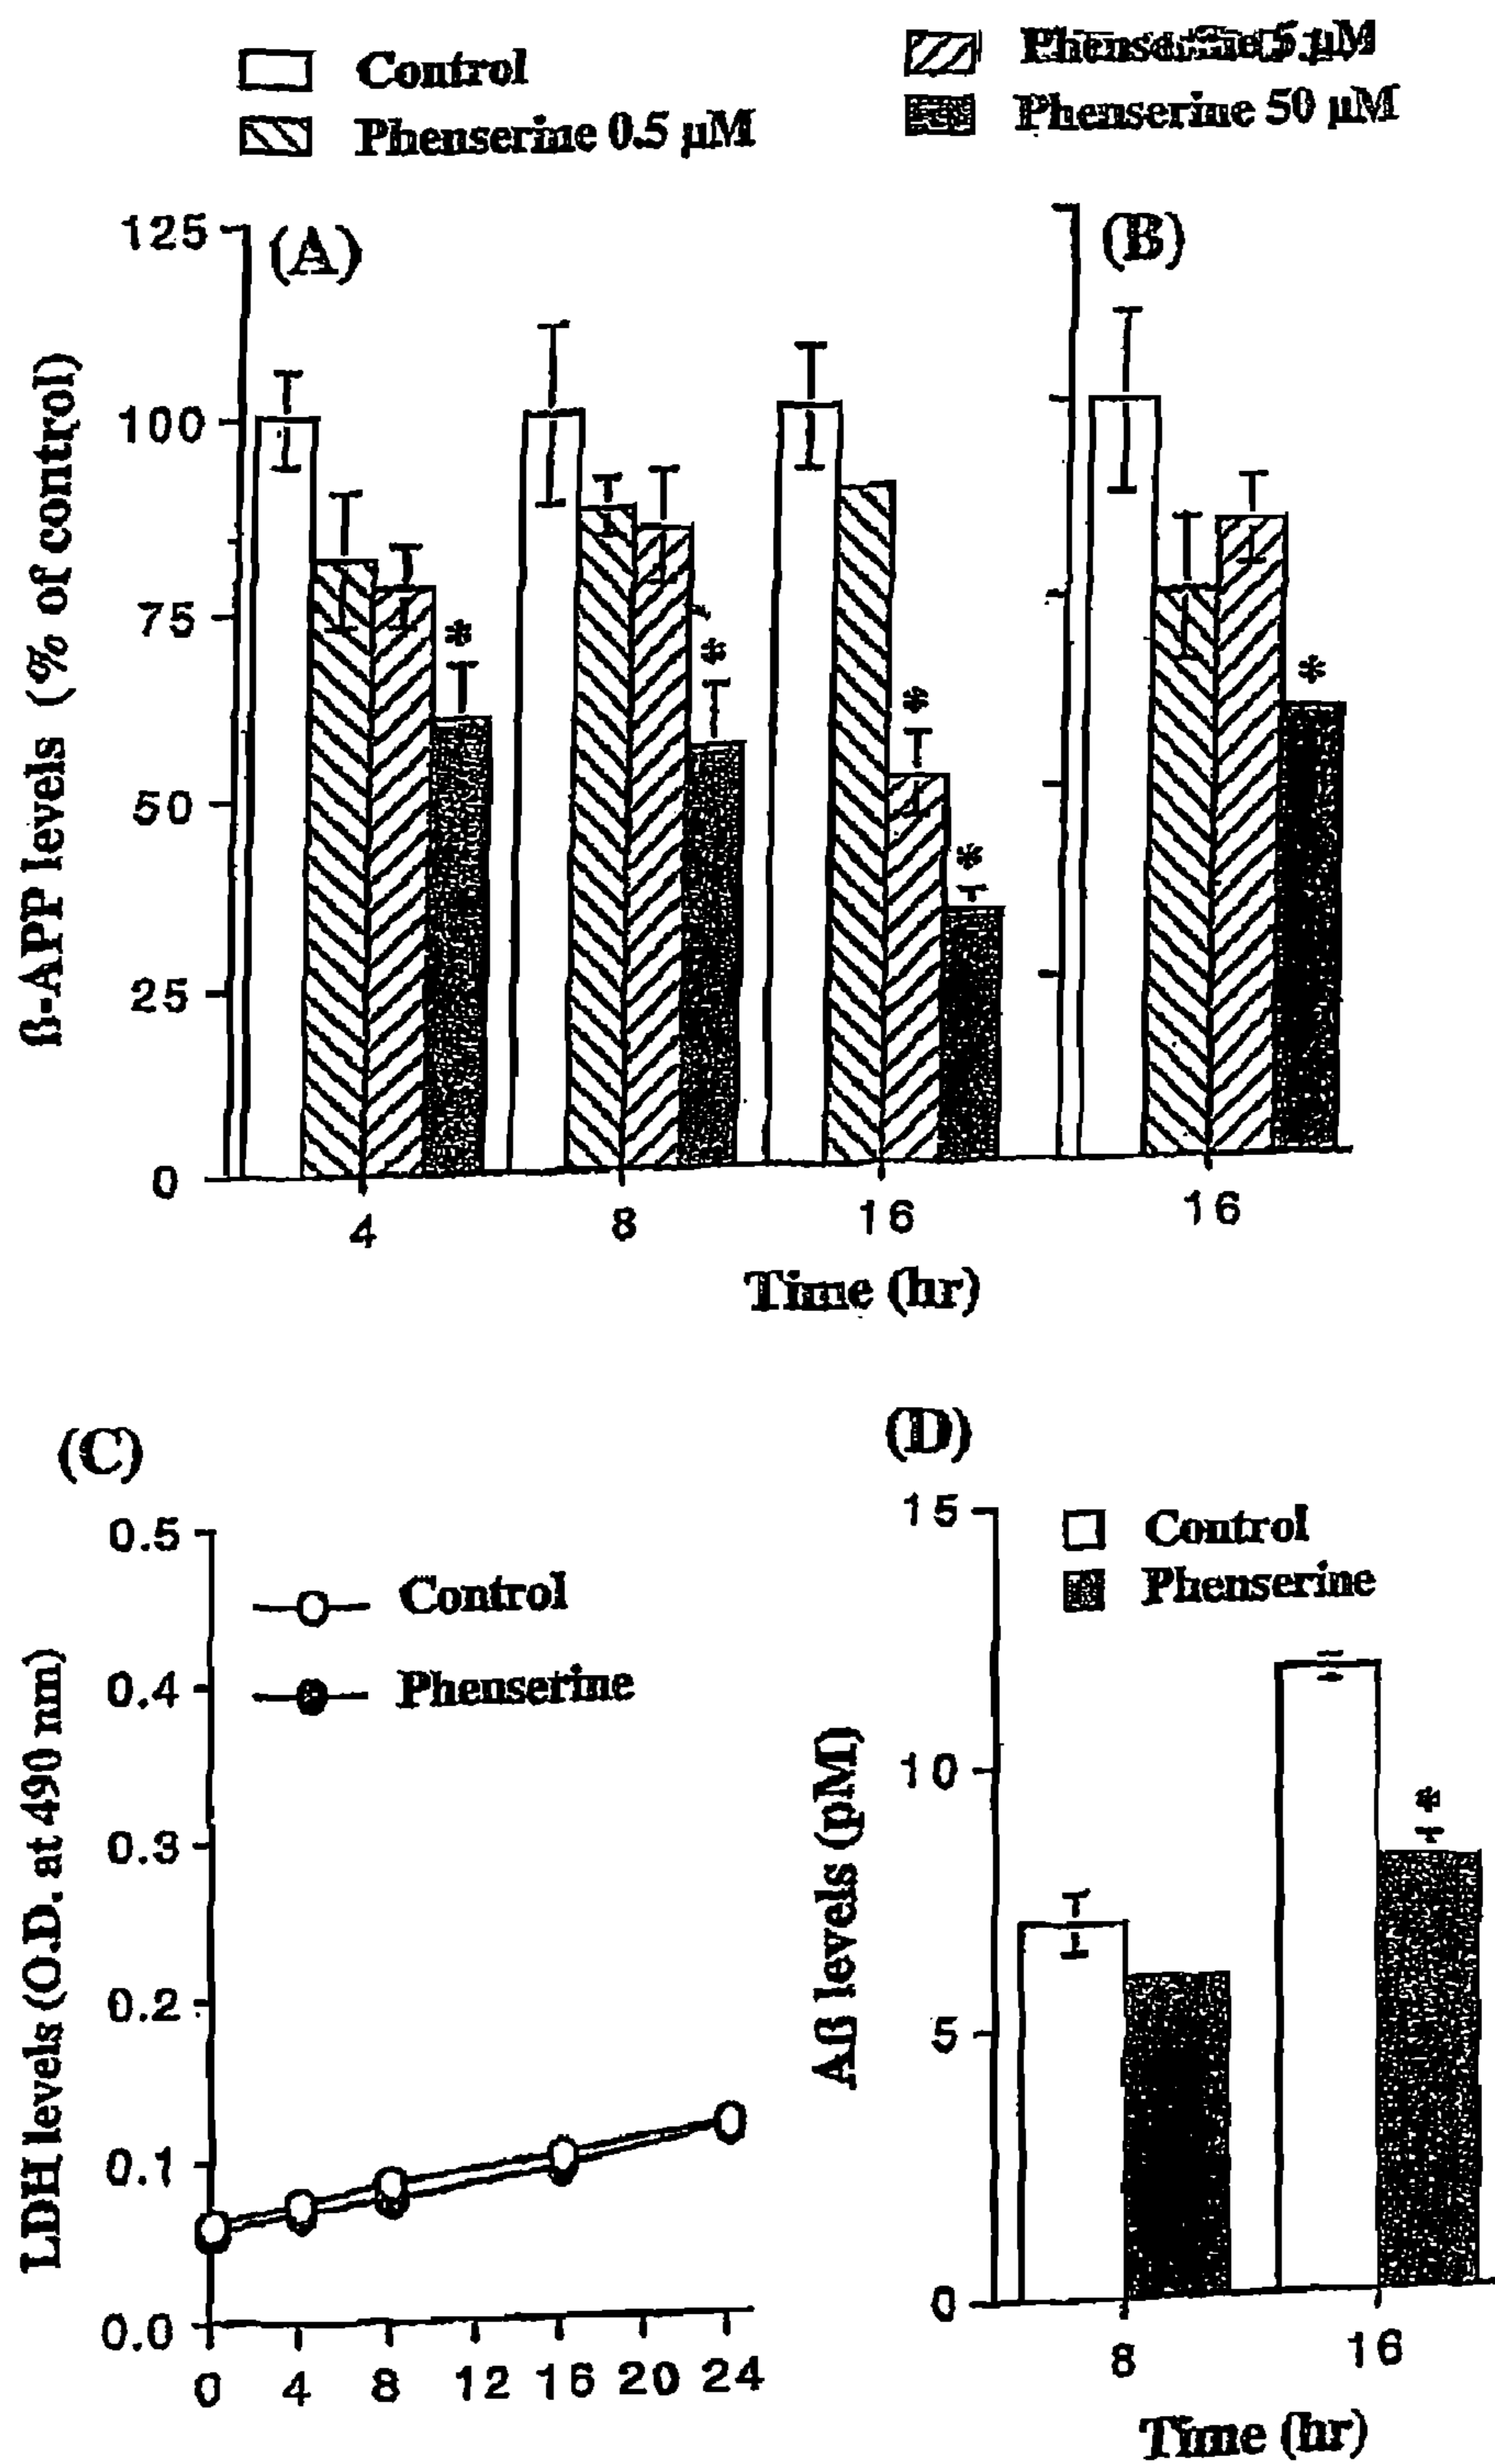 Control
Phenserine 0.5 µM
Phenserine 5 µM
Phenserine 50 µM
(A)
(B)
ß-APP levels (% of control)
125
100
75
50
25
0
*
*
*
*
*
4
8
16
16
Time (hr)
(C)
LDH levels (O.D. at 490 nm)
0.5
0.4
0.3
0.2
0.1
0.0
Control
Phenserine
0 4 8 12 16 20 24
(D)
Aß levels (pM)
15
10
5
0
Control
Phenserine
*
8
16
Time (hr)